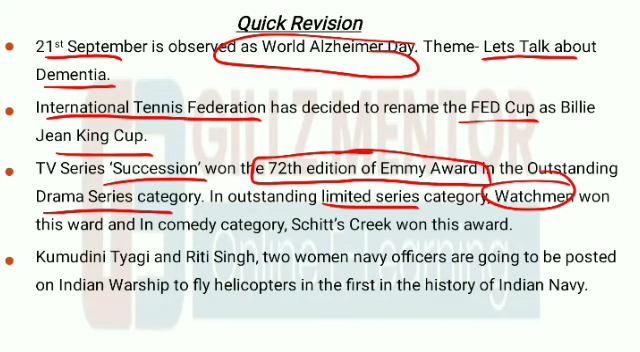 Quick Revision
21st September is observed as World Alzheimer Day. Theme- Lets Talk about
Dementia.
International Tennis Federation has decided to rename the FED Cup as Billie
Jean King Cup.
TV Series ‘Succession’ won the 72th edition of Emmy Award in the Outstanding
Drama Series category. In outstanding limited series category, Watchmen won
this ward and In comedy category, Schitt’s Creek won this award.
Kumudini Tyagi and Riti Singh, two women navy officers are going to be posted
on Indian Warship to fly helicopters in the first in the history of Indian Navy.
GILLZ MENTOR
Online Learning